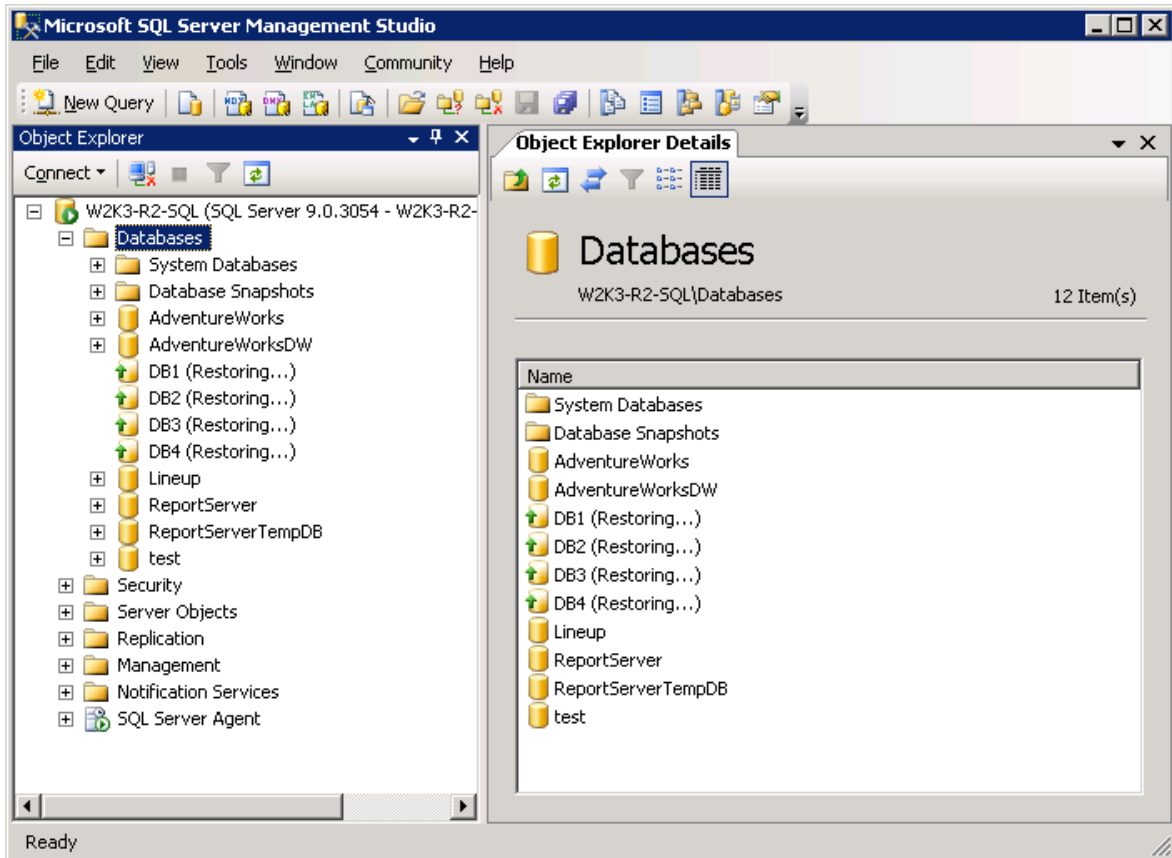 Microsoft SQL Server Management Studio
File Edit View Tools Window Community Help
New Query
Object Explorer
Connect
W2K3-R2-SQL (SQL Server 9.0.3054 - W2K3-R2-
Databases
System Databases
Database Snapshots
AdventureWorks
AdventureWorksDW
DB1 (Restoring...)
DB2 (Restoring...)
DB3 (Restoring...)
DB4 (Restoring...)
Lineup
ReportServer
ReportServerTempDB
test
Security
Server Objects
Replication
Management
Notification Services
SQL Server Agent
Object Explorer Details
Databases
W2K3-R2-SQL\Databases 12 Item(s)
Name
System Databases
Database Snapshots
AdventureWorks
AdventureWorksDW
DB1 (Restoring...)
DB2 (Restoring...)
DB3 (Restoring...)
DB4 (Restoring...)
Lineup
ReportServer
ReportServerTempDB
test
Ready